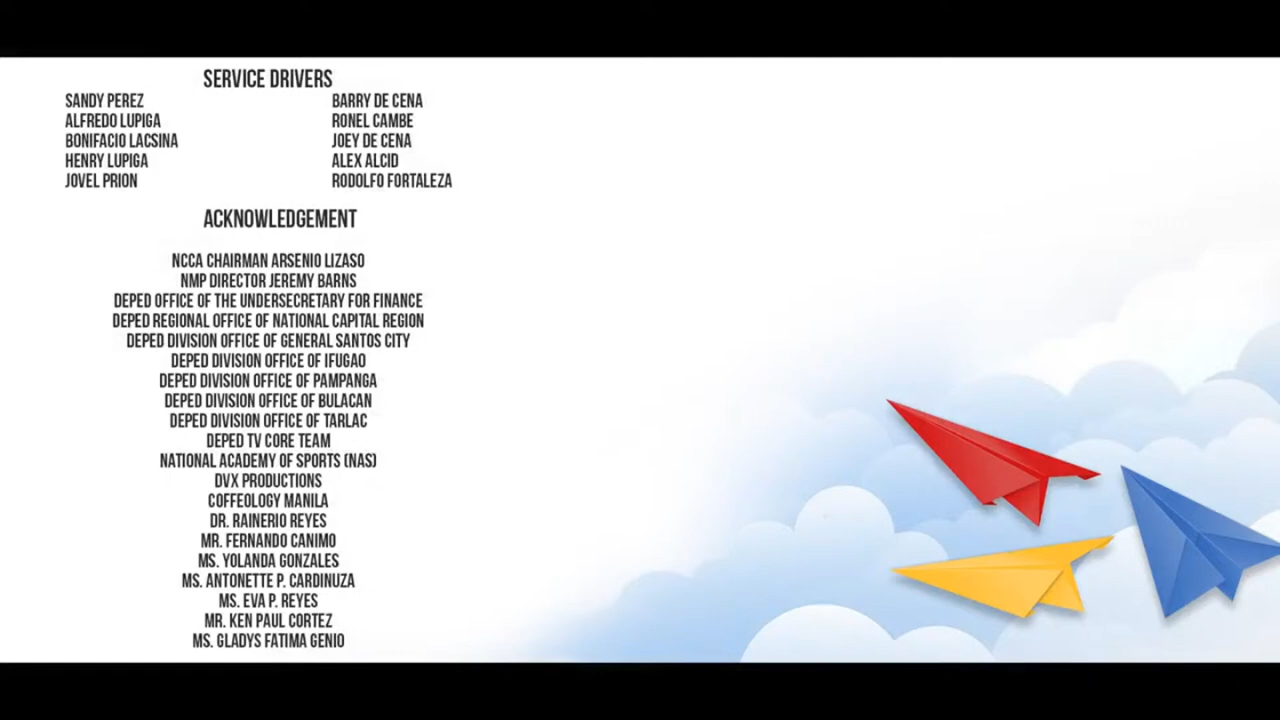 SERVICE DRIVERS
SANDY PEREZ BARRY DE CENA
ALFREDO LUPIGA RONEL CAMBE
BONIFACIO LACSINA JOEY DE CENA
HENRY LUPIGA ALEX ALCID
JOVEL PRION RODOLFO FORTALEZA
ACKNOWLEDGEMENT
NCCA CHAIRMAN ARSENIO LIZASO
NMP DIRECTOR JEREMY BARNS
DEPED OFFICE OF THE UNDERSECRETARY FOR FINANCE
DEPED REGIONAL OFFICE OF NATIONAL CAPITAL REGION
DEPED DIVISION OFFICE OF GENERAL SANTOS CITY
DEPED DIVISION OFFICE OF IFUGAO
DEPED DIVISION OFFICE OF PAMPANGA
DEPED DIVISION OFFICE OF BULACAN
DEPED DIVISION OFFICE OF TARLAC
DEPED TV CORE TEAM
NATIONAL ACADEMY OF SPORTS (NAS)
DVX PRODUCTIONS
COFFEOLOGY MANILA
DR. RAINERIO REYES
MR. FERNANDO CANIMO
MS. YOLANDA GONZALES
MS. ANTONETTE P. CARDINUZA
MS. EVA P. REYES
MR. KEN PAUL CORTEZ
MS. GLADYS FATIMA GENIO